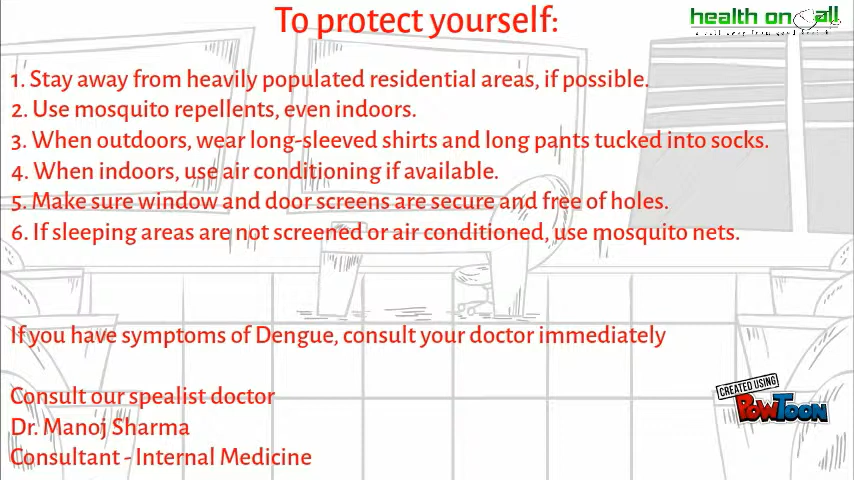 To protect yourself:
health on call
1. Stay away from heavily populated residential areas, if possible.
2. Use mosquito repellents, even indoors.
3. When outdoors, wear long-sleeved shirts and long pants tucked into socks.
4. When indoors, use air conditioning if available.
5. Make sure window and door screens are secure and free of holes.
6. If sleeping areas are not screened or air conditioned, use mosquito nets.
If you have symptoms of Dengue, consult your doctor immediately
Consult our spealist doctor
Dr. Manoj Sharma
Consultant - Internal Medicine
CREATED USING
POWTOON